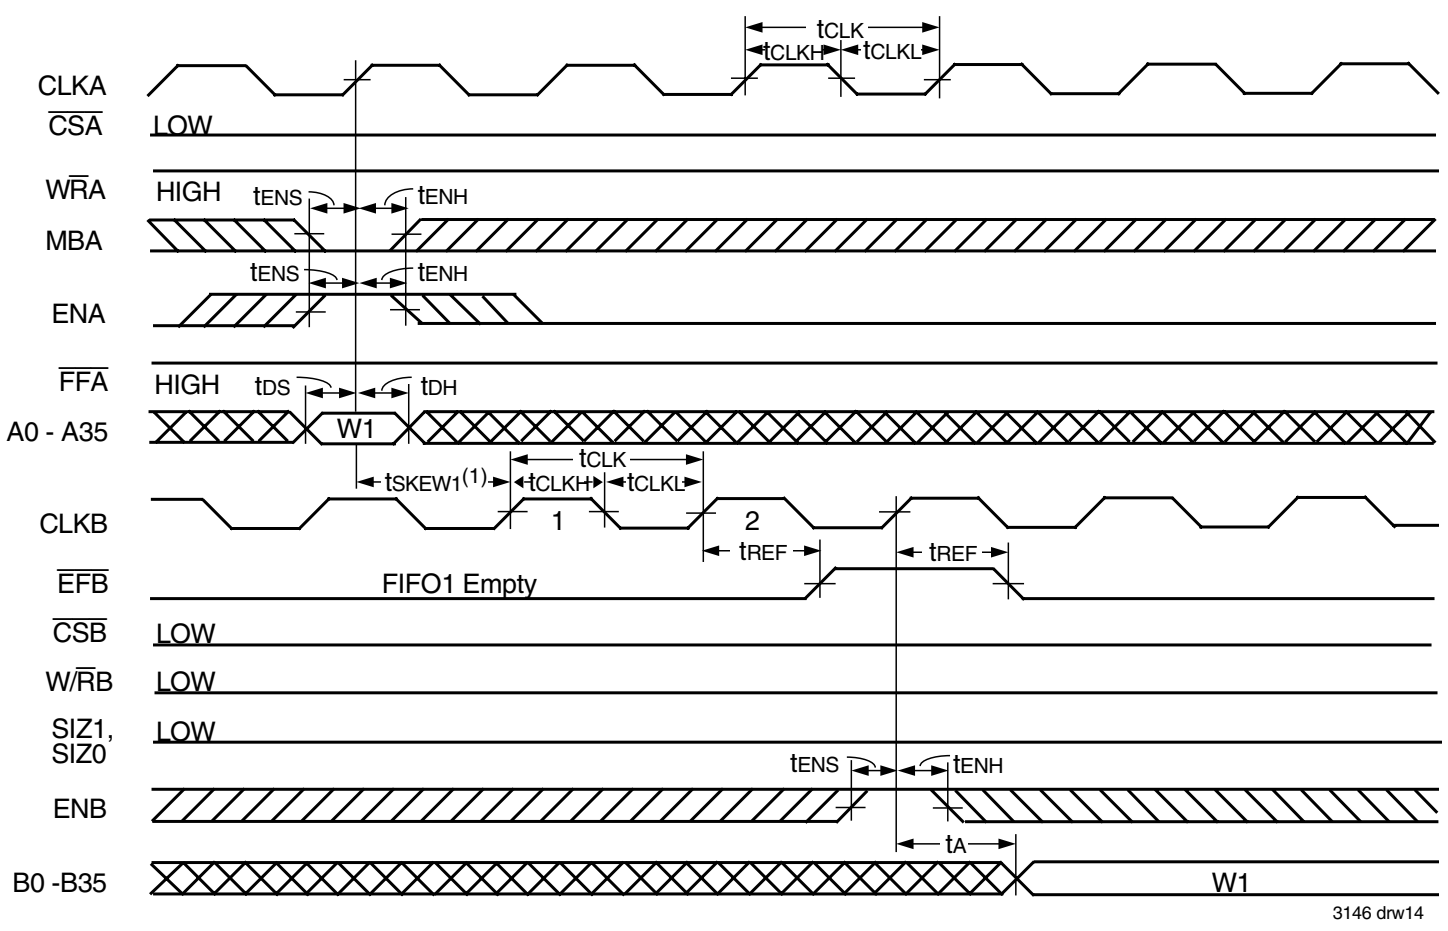 tCLK
tCLKH tCLKL
CLKA
CSA LOW
WRA HIGH tENS tENH
MBA
tENS tENH
ENA
FFA HIGH tDS tDH
A0 - A35 W1
tCLK
tSKEW1(1) tCLKH tCLKL
CLKB 1 2
tREF tREF
EFB FIFO1 Empty
CSB LOW
W/RB LOW
SIZ1, LOW
SIZ0
tENS tENH
ENB
tA
B0 -B35 W1
3146 drw14